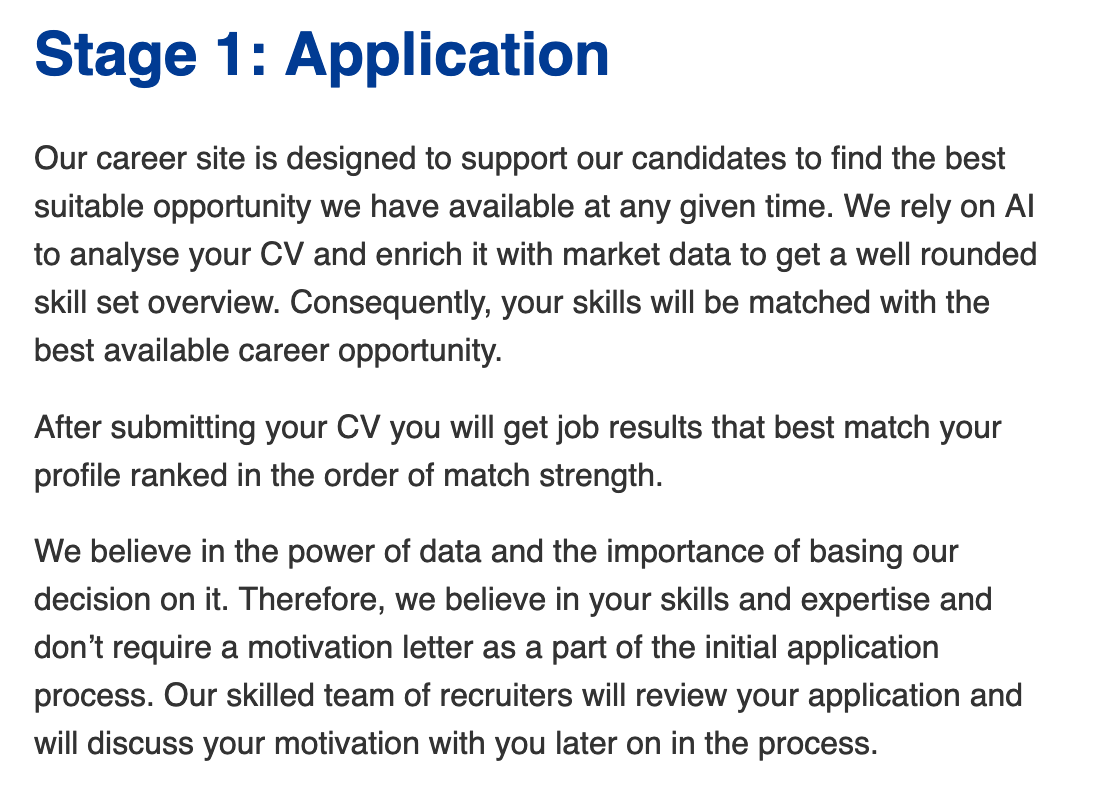 Stage 1: Application
Our career site is designed to support our candidates to find the best
suitable opportunity we have available at any given time. We rely on AI
to analyse your CV and enrich it with market data to get a well rounded
skill set overview. Consequently, your skills will be matched with the
best available career opportunity.
After submitting your CV you will get job results that best match your
profile ranked in the order of match strength.
We believe in the power of data and the importance of basing our
decision on it. Therefore, we believe in your skills and expertise and
don’t require a motivation letter as a part of the initial application
process. Our skilled team of recruiters will review your application and
will discuss your motivation with you later on in the process.